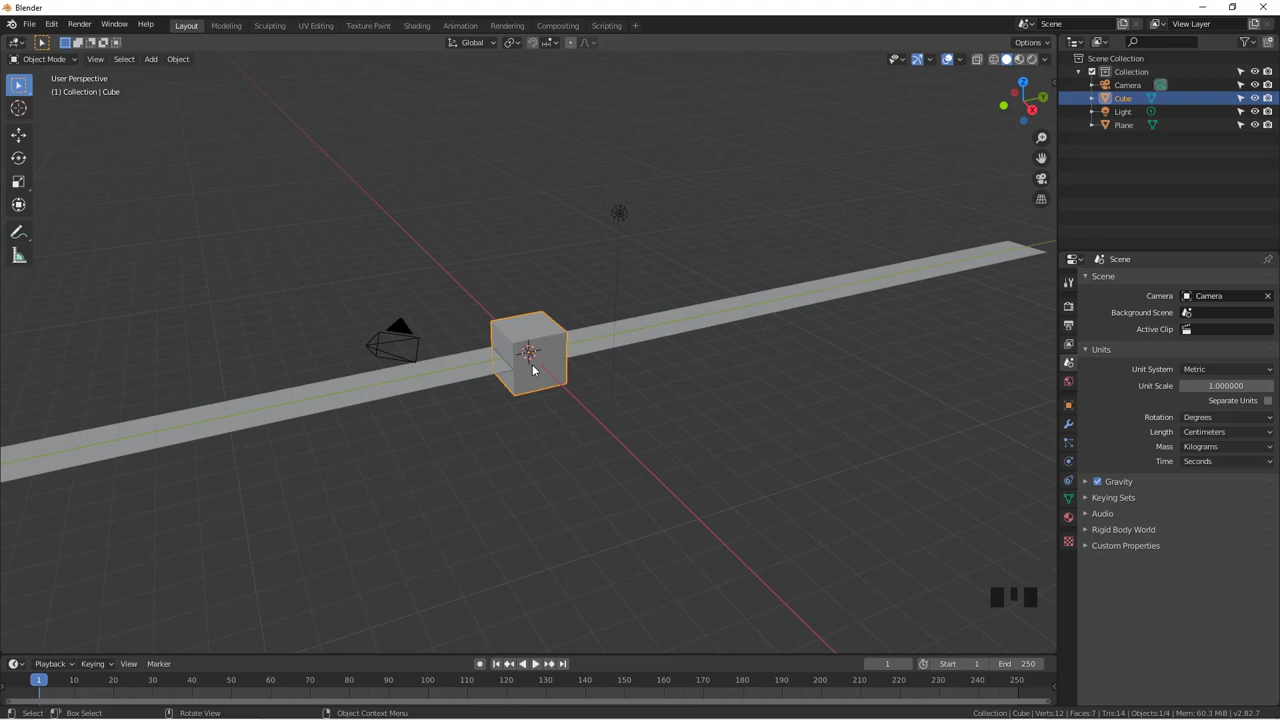 Blender
File Edit Render Window Help Layout Modeling Sculpting UV Editing Texture Paint Shading Animation Rendering Compositing Scripting + Scene View Layer
Global Options
Object Mode View Select Add Object
User Perspective
(1) Collection | Cube
Z
Y
X
Scene Collection
Collection
Camera
Cube
Light
Plane
Scene
Scene
Camera Camera
Background Scene
Active Clip
Units
Unit System Metric
Unit Scale 1.000000
Separate Units
Rotation Degrees
Length Centimeters
Mass Kilograms
Time Seconds
Gravity
Keying Sets
Audio
Rigid Body World
Custom Properties
Playback Keying View Marker 1 Start 1 End 250
1 10 20 30 40 50 60 70 80 90 100 110 120 130 140 150 160 170 180 190 200 210 220 230 240 250
Select Box Select Rotate View Object Context Menu Collection | Cube | Verts:12 | Faces:7 | Tris:14 | Objects:1/4 | Mem: 60.3 MiB | v2.82.7